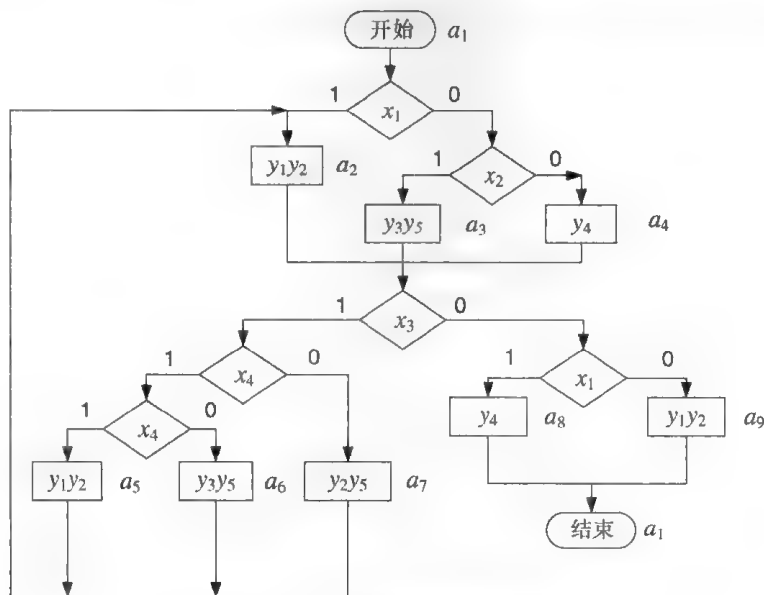 开始 a₁
1 x₁ 0
y₁y₂ a₂ 1 x₂ 0
y₃y₅ a₃ y₄ a₄
1 x₃ 0
1 x₄ 0 1 x₁ 0
1 x₄ 0 y₄ a₈ y₁y₂ a₉
y₁y₂ a₅ y₃y₅ a₆ y₂y₅ a₇
结束 a₁